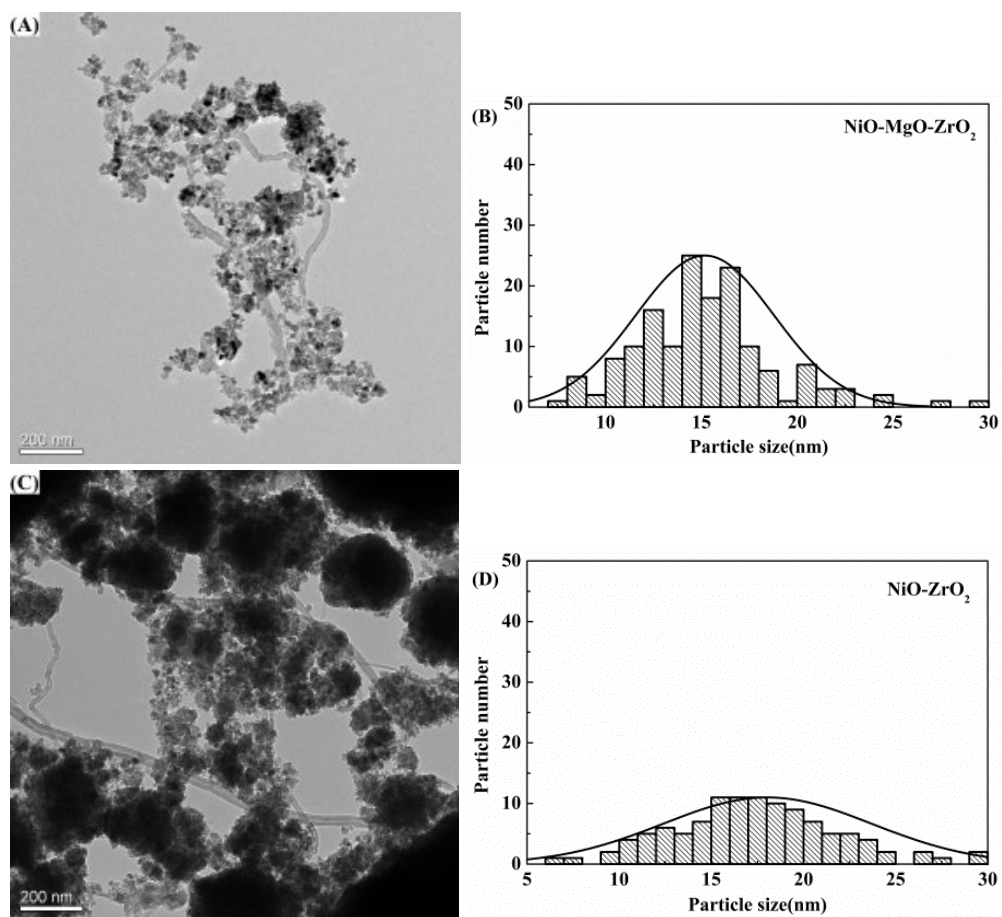 (A)
200 nm
(B)
NiO-MgO-ZrO₂
50
40
30
20
10
0
Particle number
10 15 20 25 30
Particle size(nm)
(C)
200 nm
(D)
NiO-ZrO₂
50
40
30
20
10
0
Particle number
5 10 15 20 25 30
Particle size(nm)